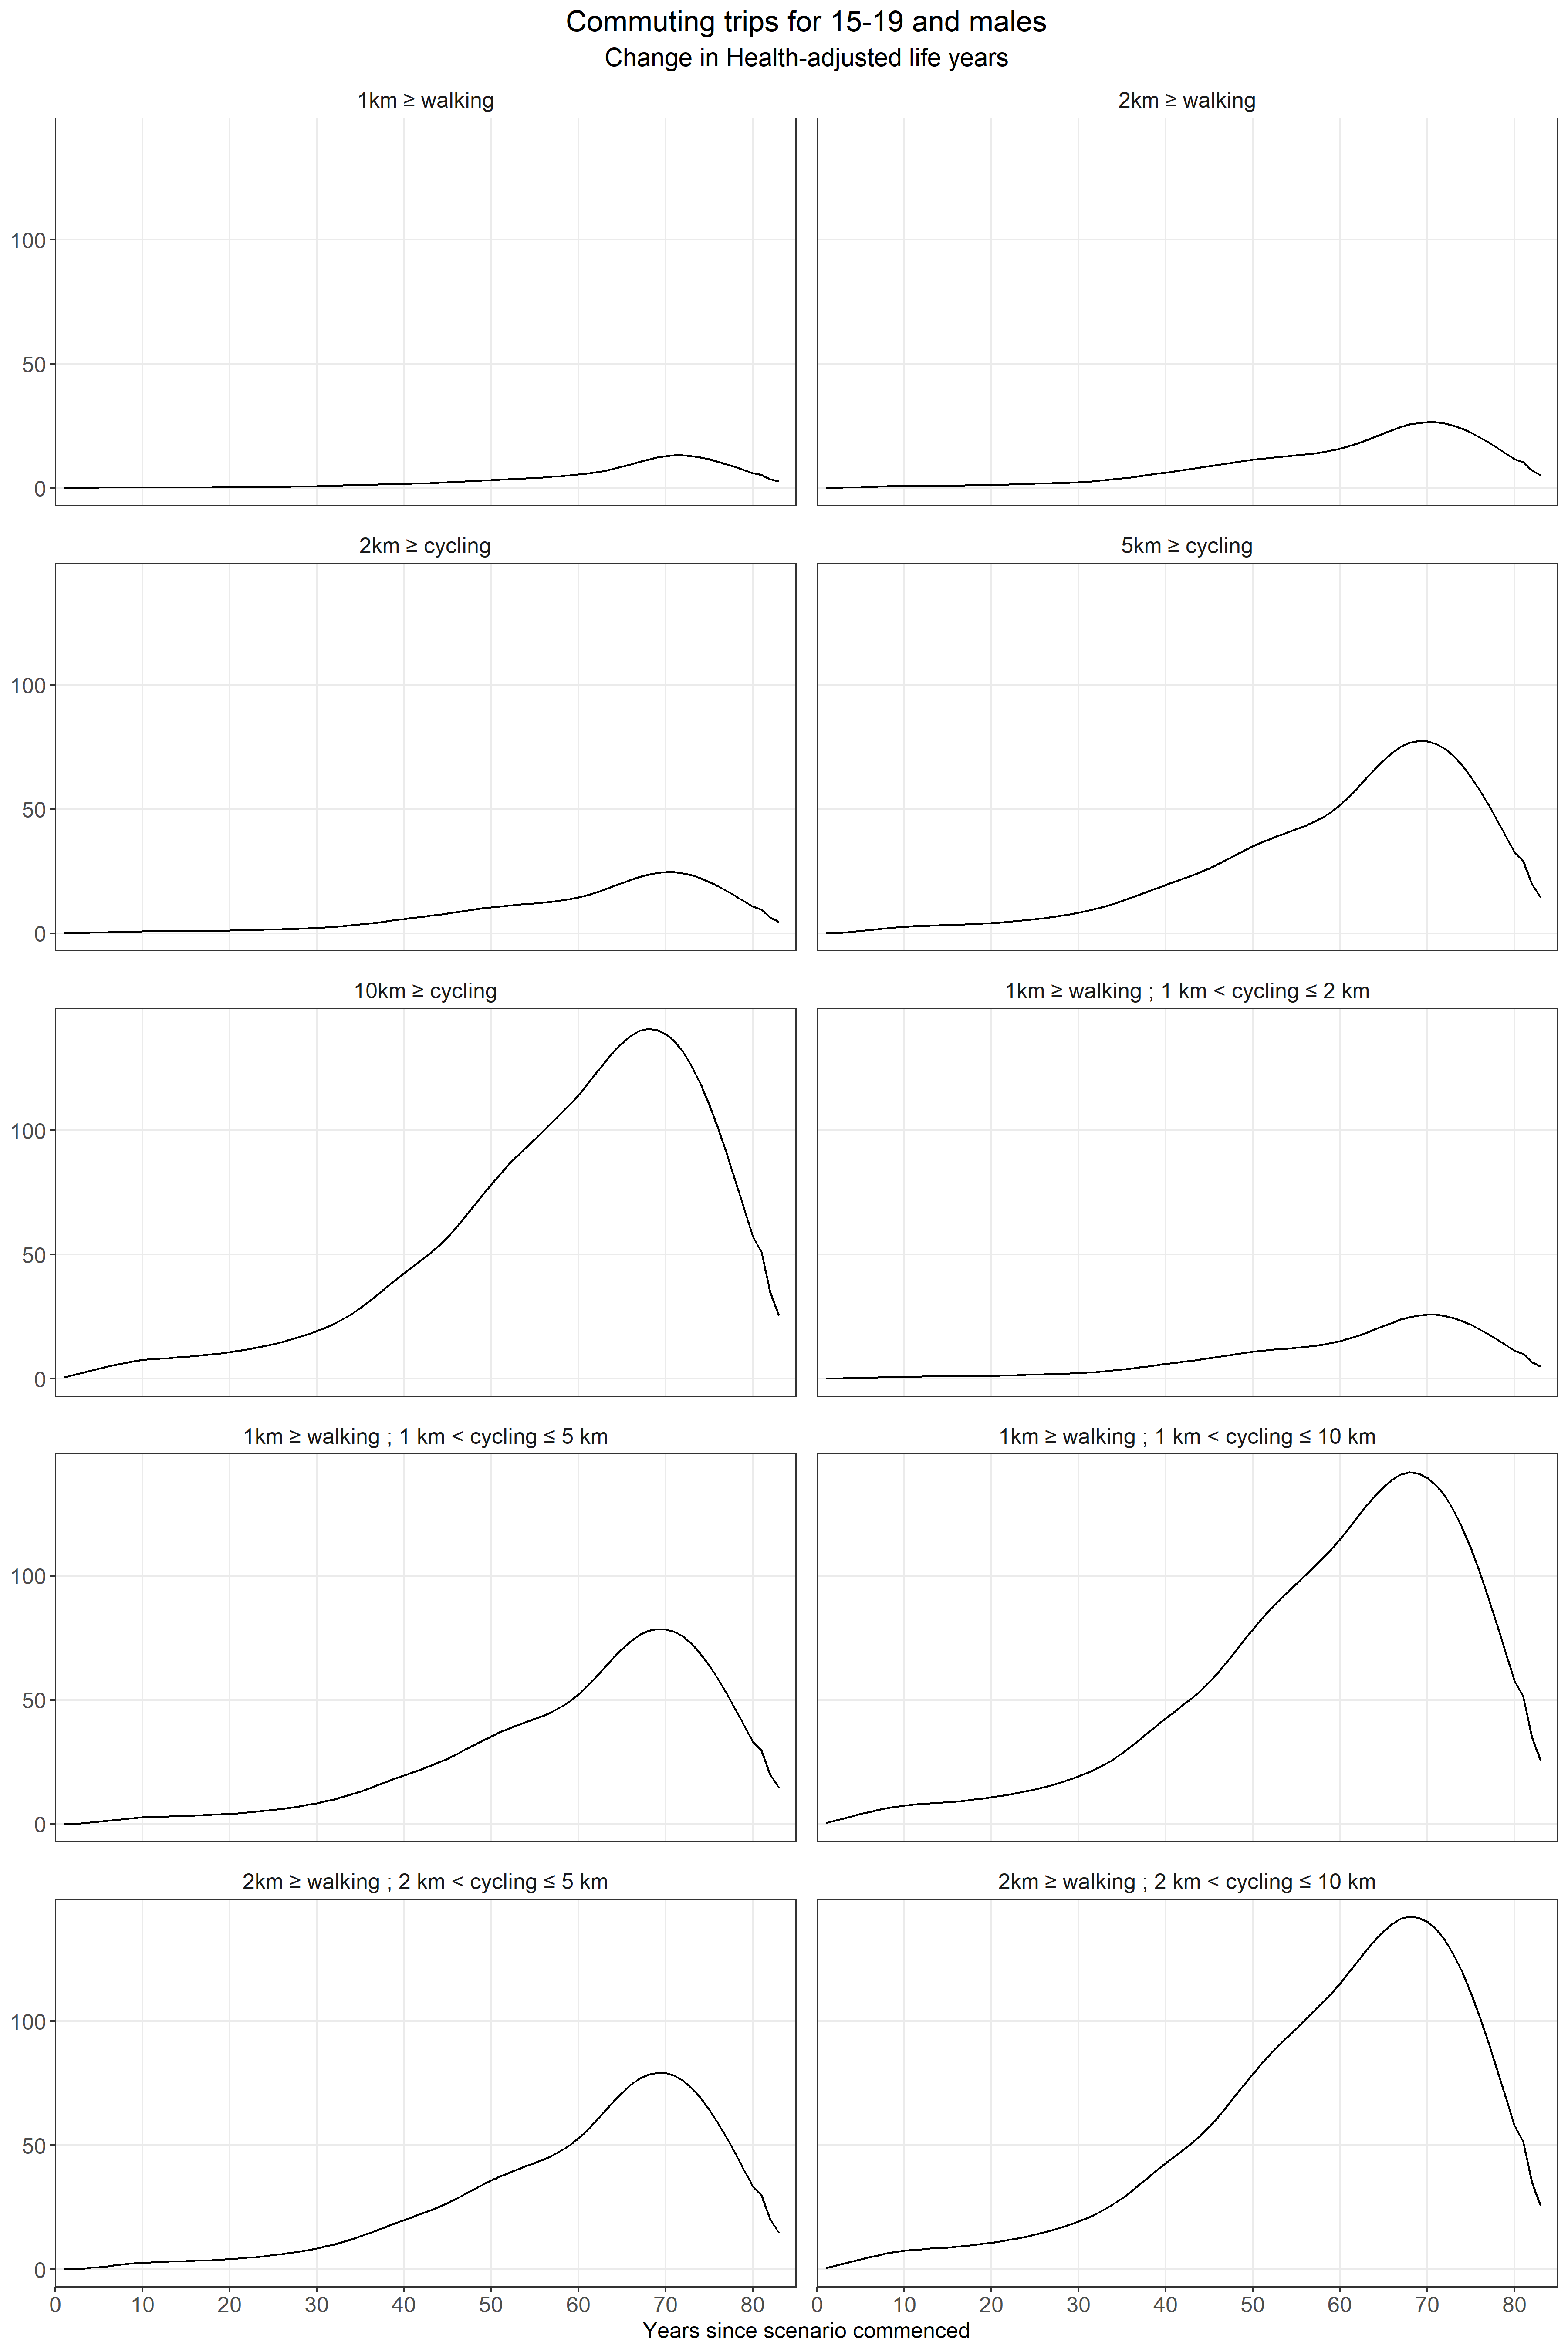 Commuting trips for 15-19 and males
Change in Health-adjusted life years
1km ≥ walking
2km ≥ walking
100
50
0
2km ≥ cycling
5km ≥ cycling
100
50
0
10km ≥ cycling
1km ≥ walking ; 1 km < cycling ≤ 2 km
100
50
0
1km ≥ walking ; 1 km < cycling ≤ 5 km
1km ≥ walking ; 1 km < cycling ≤ 10 km
100
50
0
2km ≥ walking ; 2 km < cycling ≤ 5 km
2km ≥ walking ; 2 km < cycling ≤ 10 km
100
50
0
0 10 20 30 40 50 60 70 80
0 10 20 30 40 50 60 70 80
Years since scenario commenced